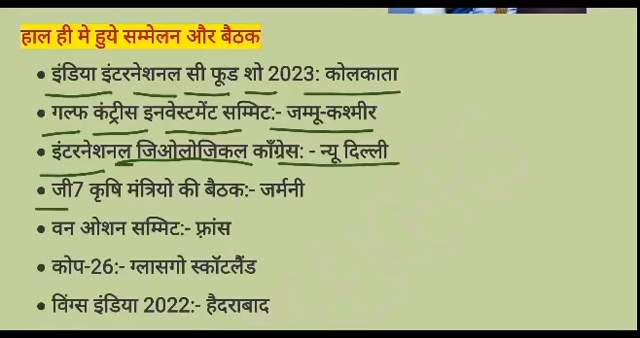 हाल ही मे हुये सम्मेलन और बैठक
• इंडिया इंटरनेशनल सी फूड शो 2023: कोलकाता
• गल्फ कंट्रीस इनवेस्टमेंट सम्मिट:- जम्मू-कश्मीर
• इंटरनेशनल जिओलोजिकल काँग्रेस: - न्यू दिल्ली
• जी7 कृषि मंत्रियो की बैठक:- जर्मनी
• वन ओशन सम्मिट:- फ़्रांस
• कोप-26:- ग्लासगो स्कॉटलैंड
• विंग्स इंडिया 2022:- हैदराबाद